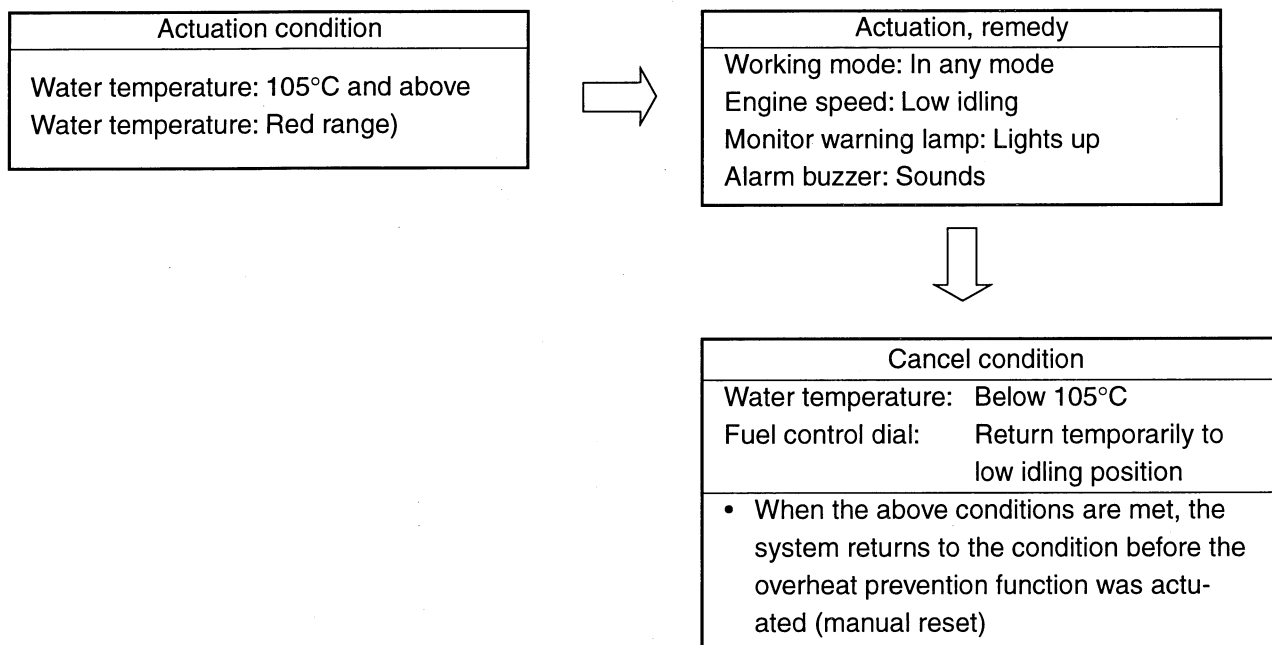 Actuation condition
Water temperature: 105°C and above
Water temperature: Red range)
Actuation, remedy
Working mode: In any mode
Engine speed: Low idling
Monitor warning lamp: Lights up
Alarm buzzer: Sounds
Cancel condition
Water temperature: Below 105°C
Fuel control dial: Return temporarily to
low idling position
• When the above conditions are met, the
system returns to the condition before the
overheat prevention function was actu-
ated (manual reset)